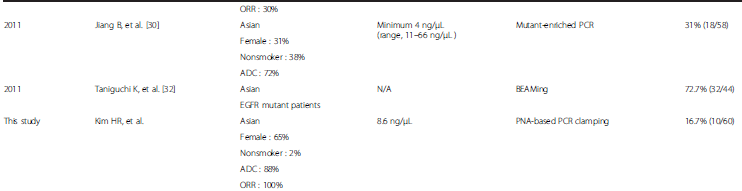 ORR : 30%
2011 Jiang B, et al. [30] Asian Minimum 4 ng/μL Mutant-enriched PCR 31% (18/58)
(range, 11–66 ng/μL)
Female : 31%
Nonsmoker : 38%
ADC : 72%
2011 Taniguchi K, et al. [32] Asian N/A BEAMing 72.7% (32/44)
EGFR mutant patients
This study Kim HR, et al. Asian 8.6 ng/μL PNA-based PCR clamping 16.7% (10/60)
Female : 65%
Nonsmoker : 2%
ADC : 88%
ORR : 100%